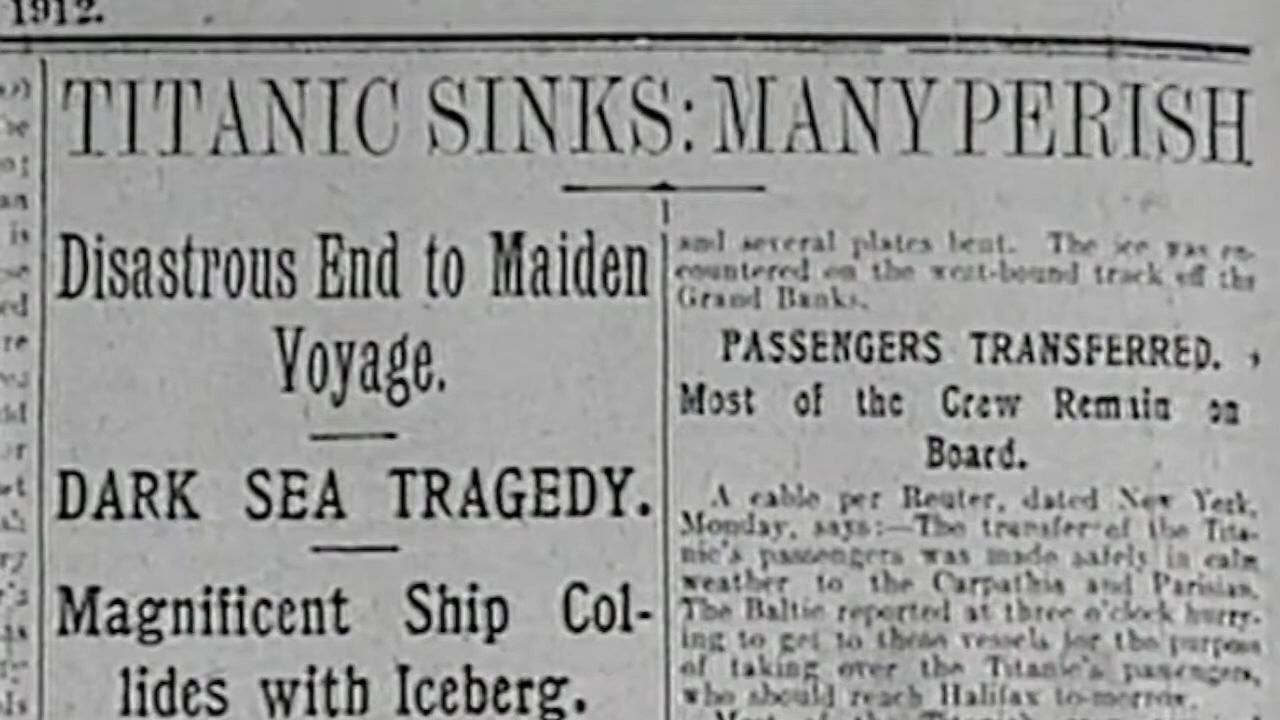 1912.
TITANIC SINKS: MANY PERISH
Disastrous End to Maiden
Voyage.
DARK SEA TRAGEDY.
Magnificent Ship Col-
lides with Iceberg.
and several plates bent. The ice was en-
countered on the west-bound track off the
Grand Banks.
PASSENGERS TRANSFERRED.
Most of the Crew Remain on
Board.
A cable per Reuter, dated New York,
Monday, says:—The transfer of the Tita-
nic's passengers was made safely in calm
weather to the Carpathia and Parisian.
The Baltic reported at three o'clock hurry-
ing to get to these vessels for the purpose
of taking over the Titanic's passengers,
who should reach Halifax to-morrow.
Most of the Titanic's